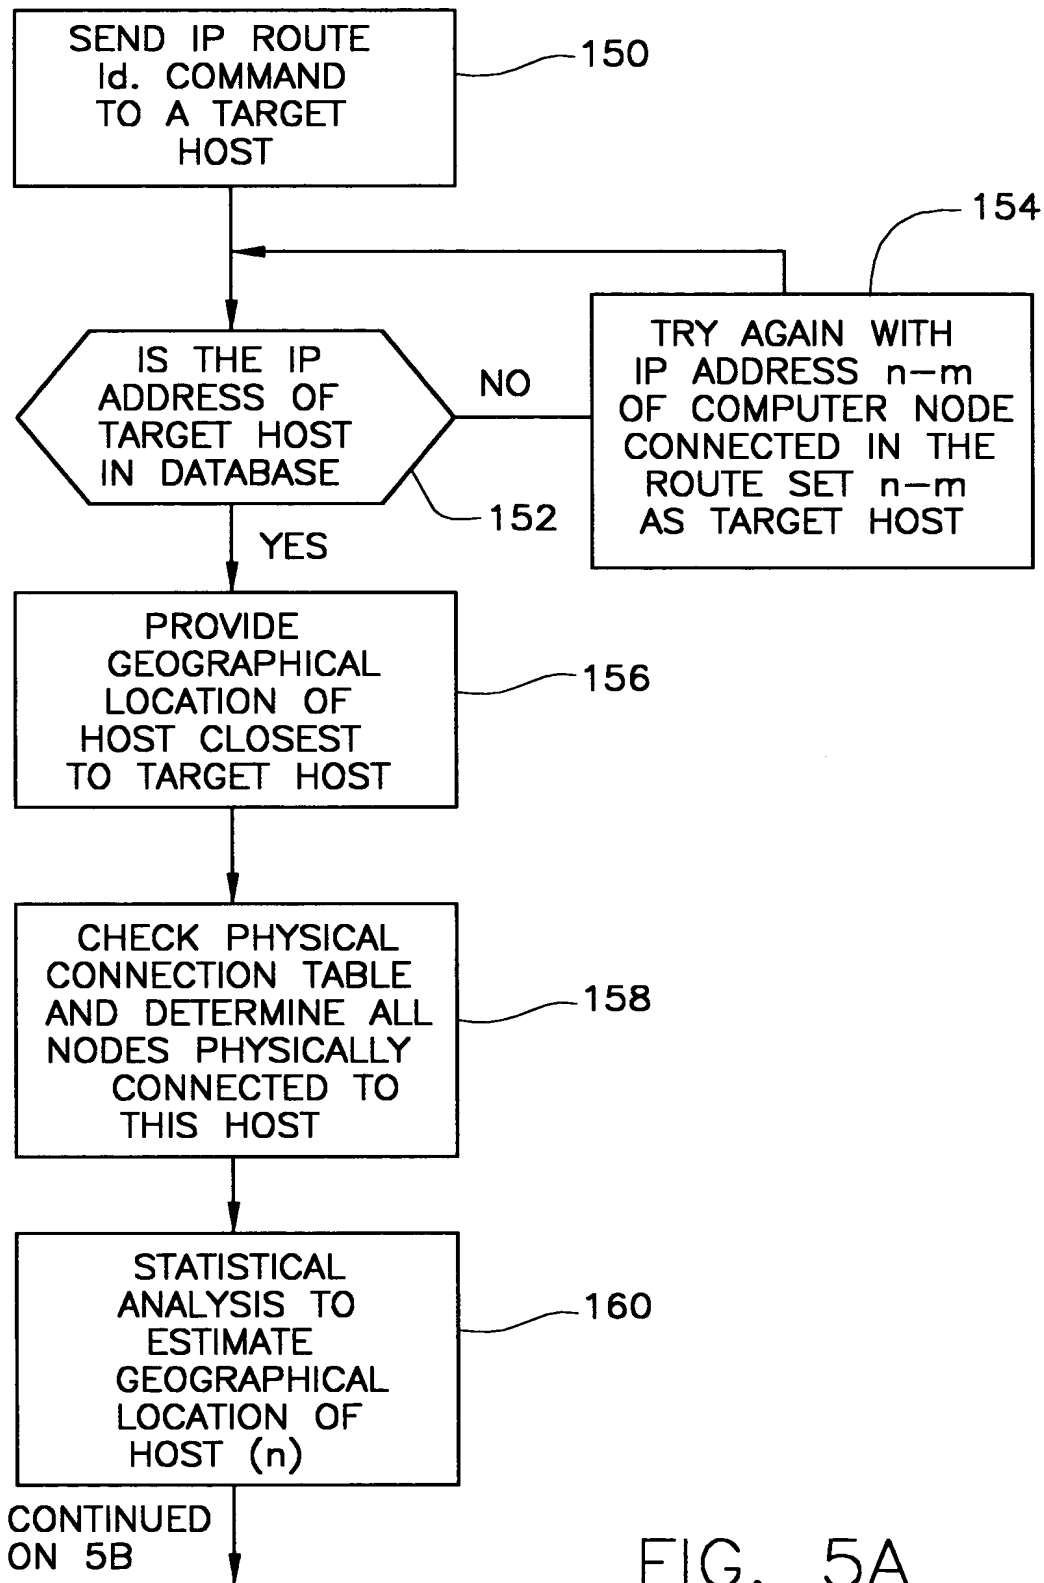 SEND IP ROUTE
Id. COMMAND
TO A TARGET
HOST
150
154
IS THE IP
ADDRESS OF
TARGET HOST
IN DATABASE
NO
152
YES
TRY AGAIN WITH
IP ADDRESS n-m
OF COMPUTER NODE
CONNECTED IN THE
ROUTE SET n-m
AS TARGET HOST
PROVIDE
GEOGRAPHICAL
LOCATION OF
HOST CLOSEST
TO TARGET HOST
156
CHECK PHYSICAL
CONNECTION TABLE
AND DETERMINE ALL
NODES PHYSICALLY
CONNECTED TO
THIS HOST
158
STATISTICAL
ANALYSIS TO
ESTIMATE
GEOGRAPHICAL
LOCATION OF
HOST (n)
160
CONTINUED
ON 5B
FIG. 5A